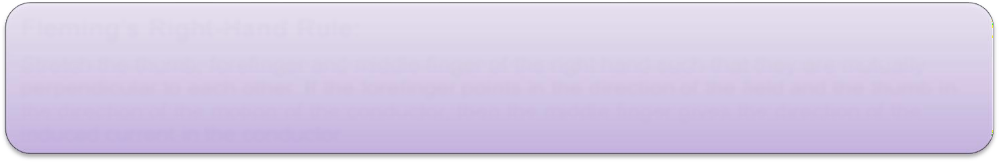 Fleming's Right-Hand Rule:
Stretch the thumb, forefinger and middle finger of the right hand such that they are mutually
perpendicular to each other. If the forefinger points in the direction of the field and the thumb in
the direction of the motion of the conductor, then the middle finger gives the direction of the
induced current in the conductor.